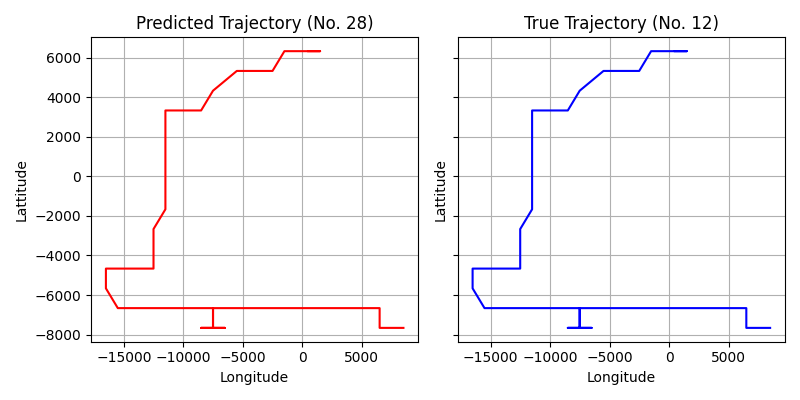 Predicted Trajectory (No. 28)
True Trajectory (No. 12)
6000
4000
2000
0
−2000
−4000
−6000
−8000
Lattitude
Lattitude
−15000 −10000 −5000 0 5000
−15000 −10000 −5000 0 5000
Longitude
Longitude